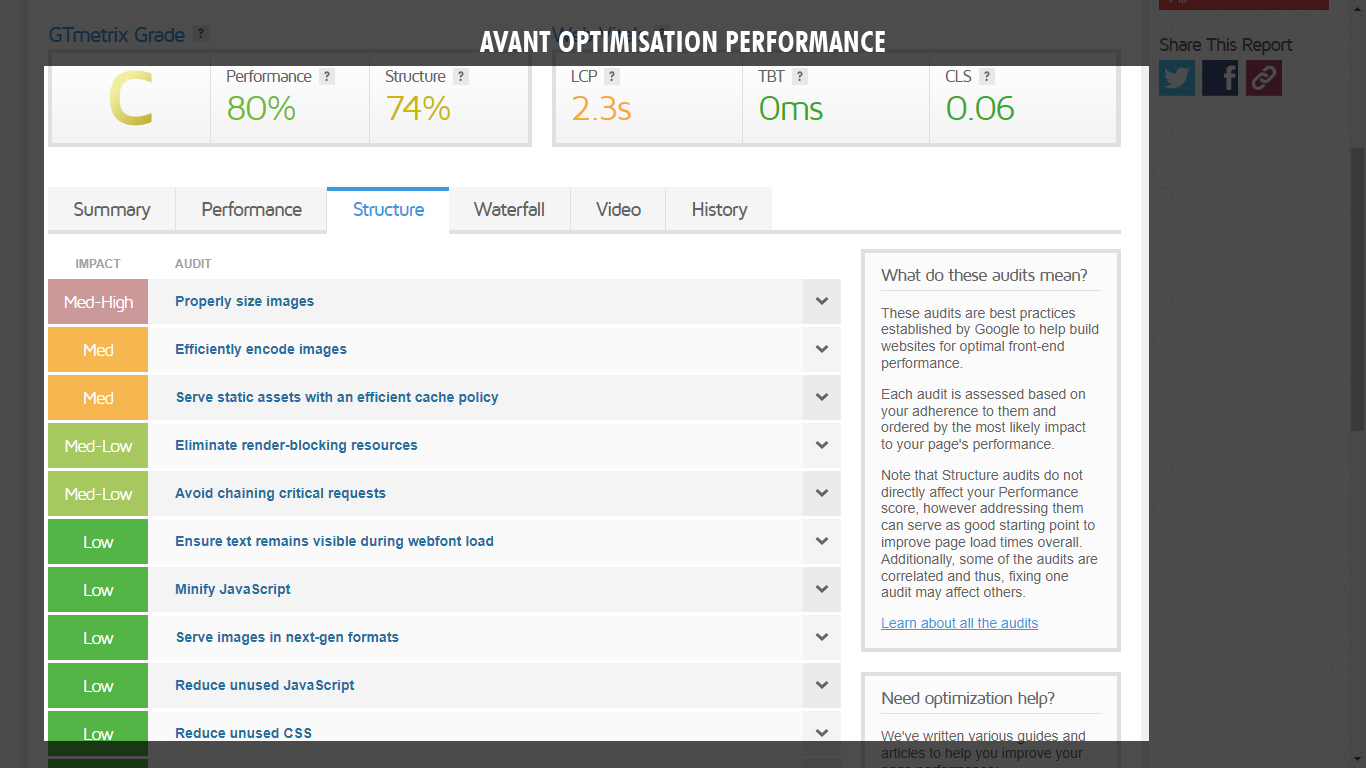 GTmetrix Grade ?
AVANT OPTIMISATION PERFORMANCE
Share This Report
C
Performance ?
80%
Structure ?
74%
LCP ?
2.3s
TBT ?
0ms
CLS ?
0.06
Summary
Performance
Structure
Waterfall
Video
History
IMPACT AUDIT
Med-High Properly size images
Med Efficiently encode images
Med Serve static assets with an efficient cache policy
Med-Low Eliminate render-blocking resources
Med-Low Avoid chaining critical requests
Low Ensure text remains visible during webfont load
Low Minify JavaScript
Low Serve images in next-gen formats
Low Reduce unused JavaScript
Low Reduce unused CSS
What do these audits mean?
These audits are best practices
established by Google to help build
websites for optimal front-end
performance.
Each audit is assessed based on
your adherence to them and
ordered by the most likely impact
to your page's performance.
Note that Structure audits do not
directly affect your Performance
score, however addressing them
can serve as good starting point to
improve page load times overall.
Additionally, some of the audits are
correlated and thus, fixing one
audit may affect others.
Learn about all the audits
Need optimization help?
We've written various guides and
articles to help you improve your